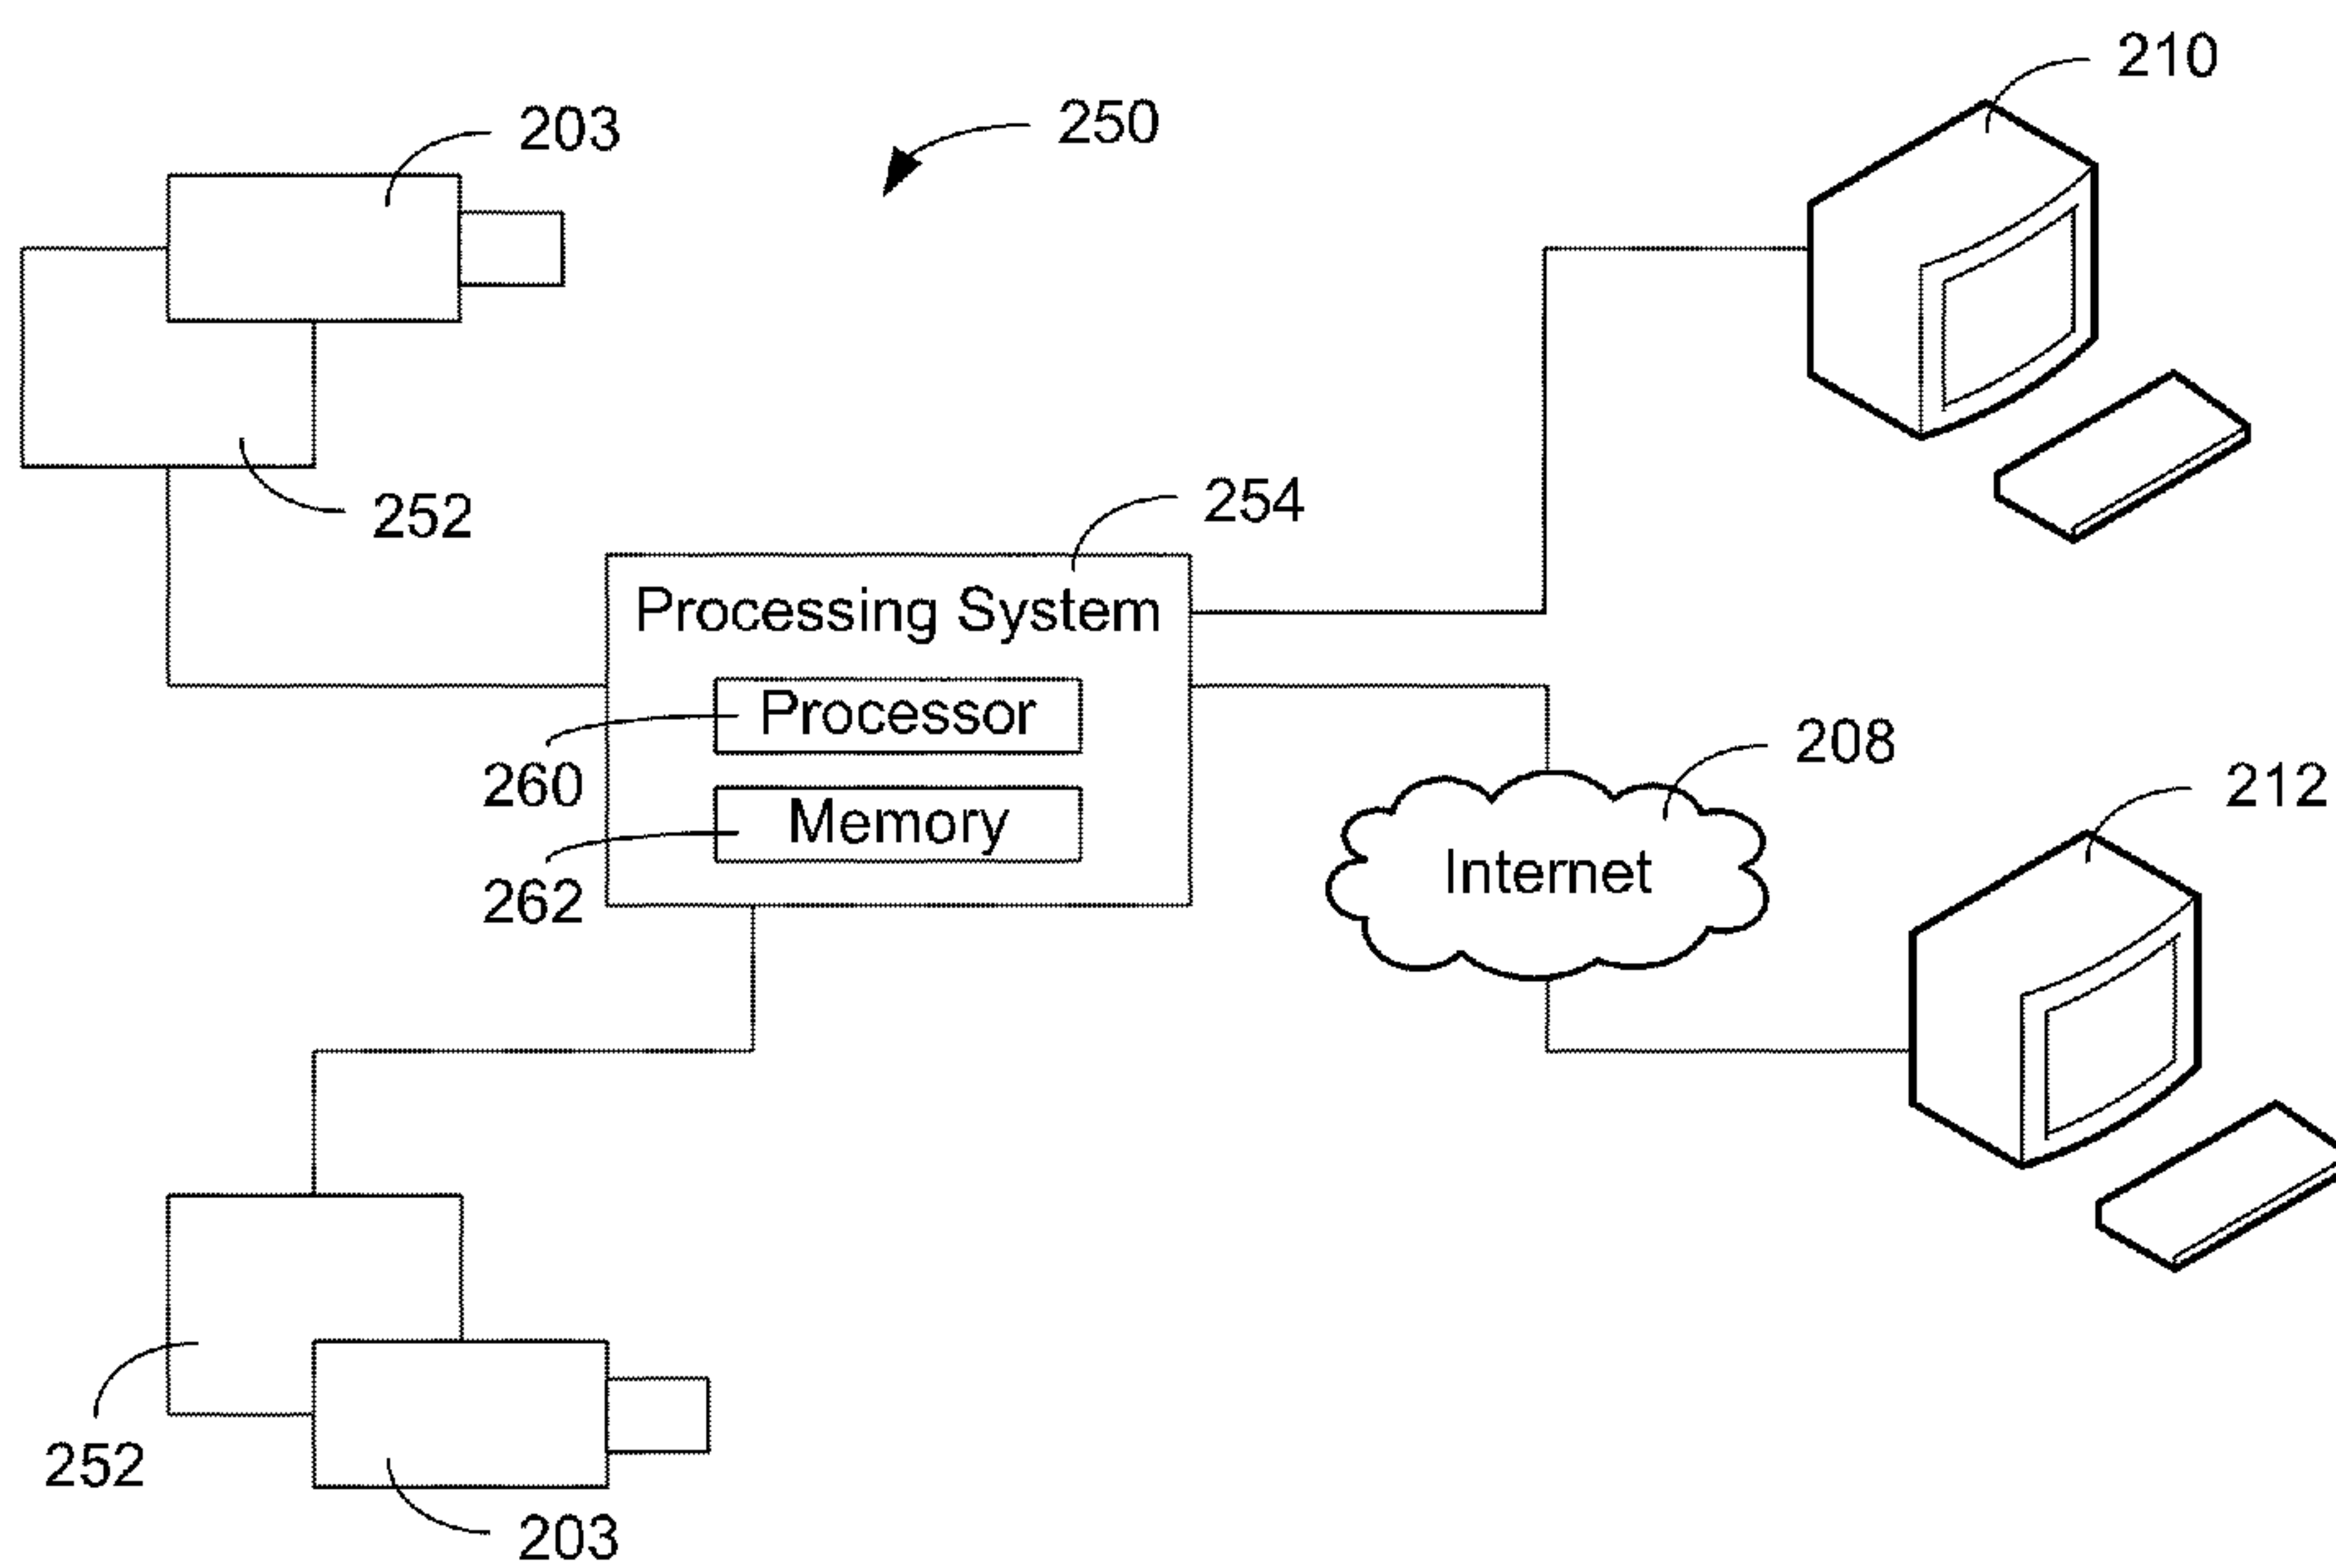 210
203
250
252
254
Processing System
Processor
208
260
212
Memory
Internet
262
252
203